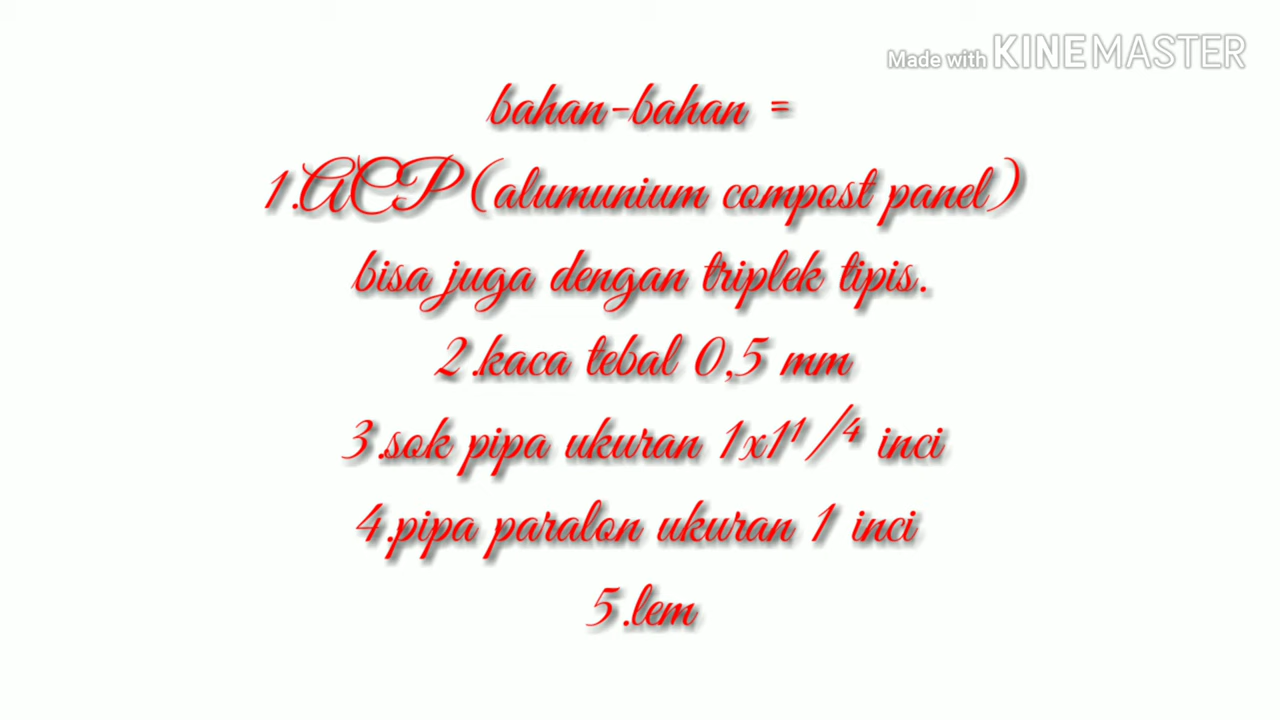 Made with KINEMASTER
bahan-bahan =
1.ACP(alumunium compost panel)
bisa juga dengan triplek tipis.
2.kaca tebal 0,5 mm
3.sok pipa ukuran 1x1¹/⁴ inci
4.pipa paralon ukuran 1 inci
5.lem